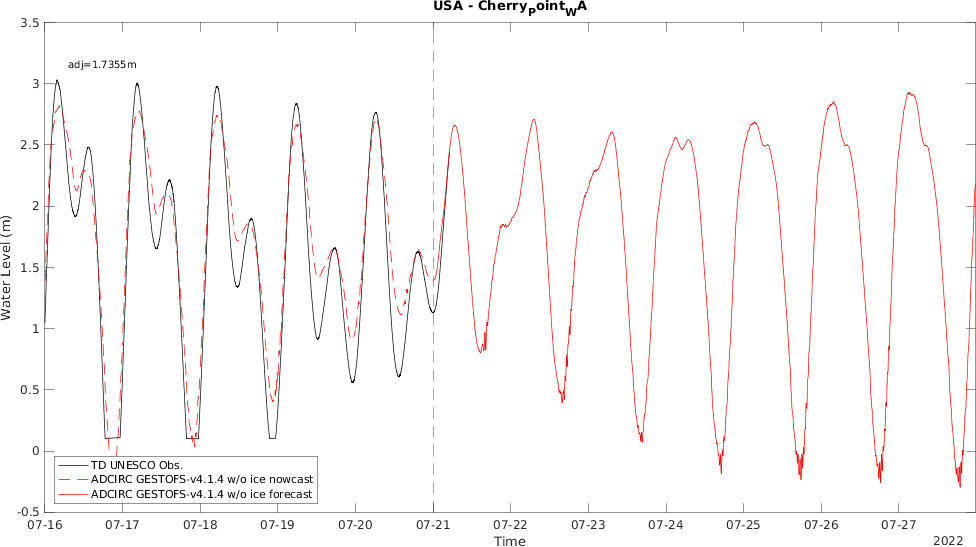 USA - CherryPointWA
adj=1.7355m
3.5
3
2.5
2
1.5
1
0.5
0
-0.5
Water Level (m)
TD UNESCO Obs.
ADCIRC GESTOFS-v4.1.4 w/o ice nowcast
ADCIRC GESTOFS-v4.1.4 w/o ice forecast
07-16 07-17 07-18 07-19 07-20 07-21 07-22 07-23 07-24 07-25 07-26 07-27
Time
2022